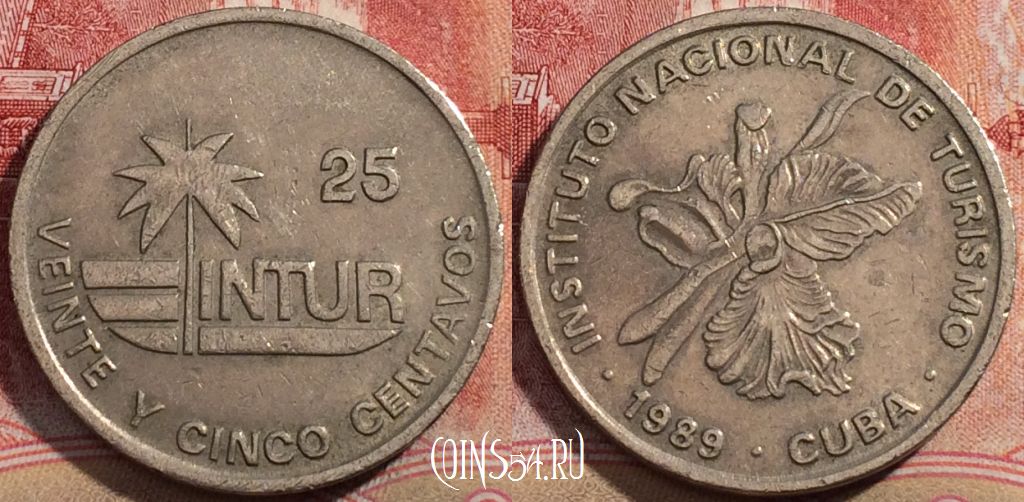 25
INTUR
VEINTE Y CINCO CENTAVOS
INSTITUTO NACIONAL DE TURISMO
· 1989 · CUBA ·
COINS54.RU